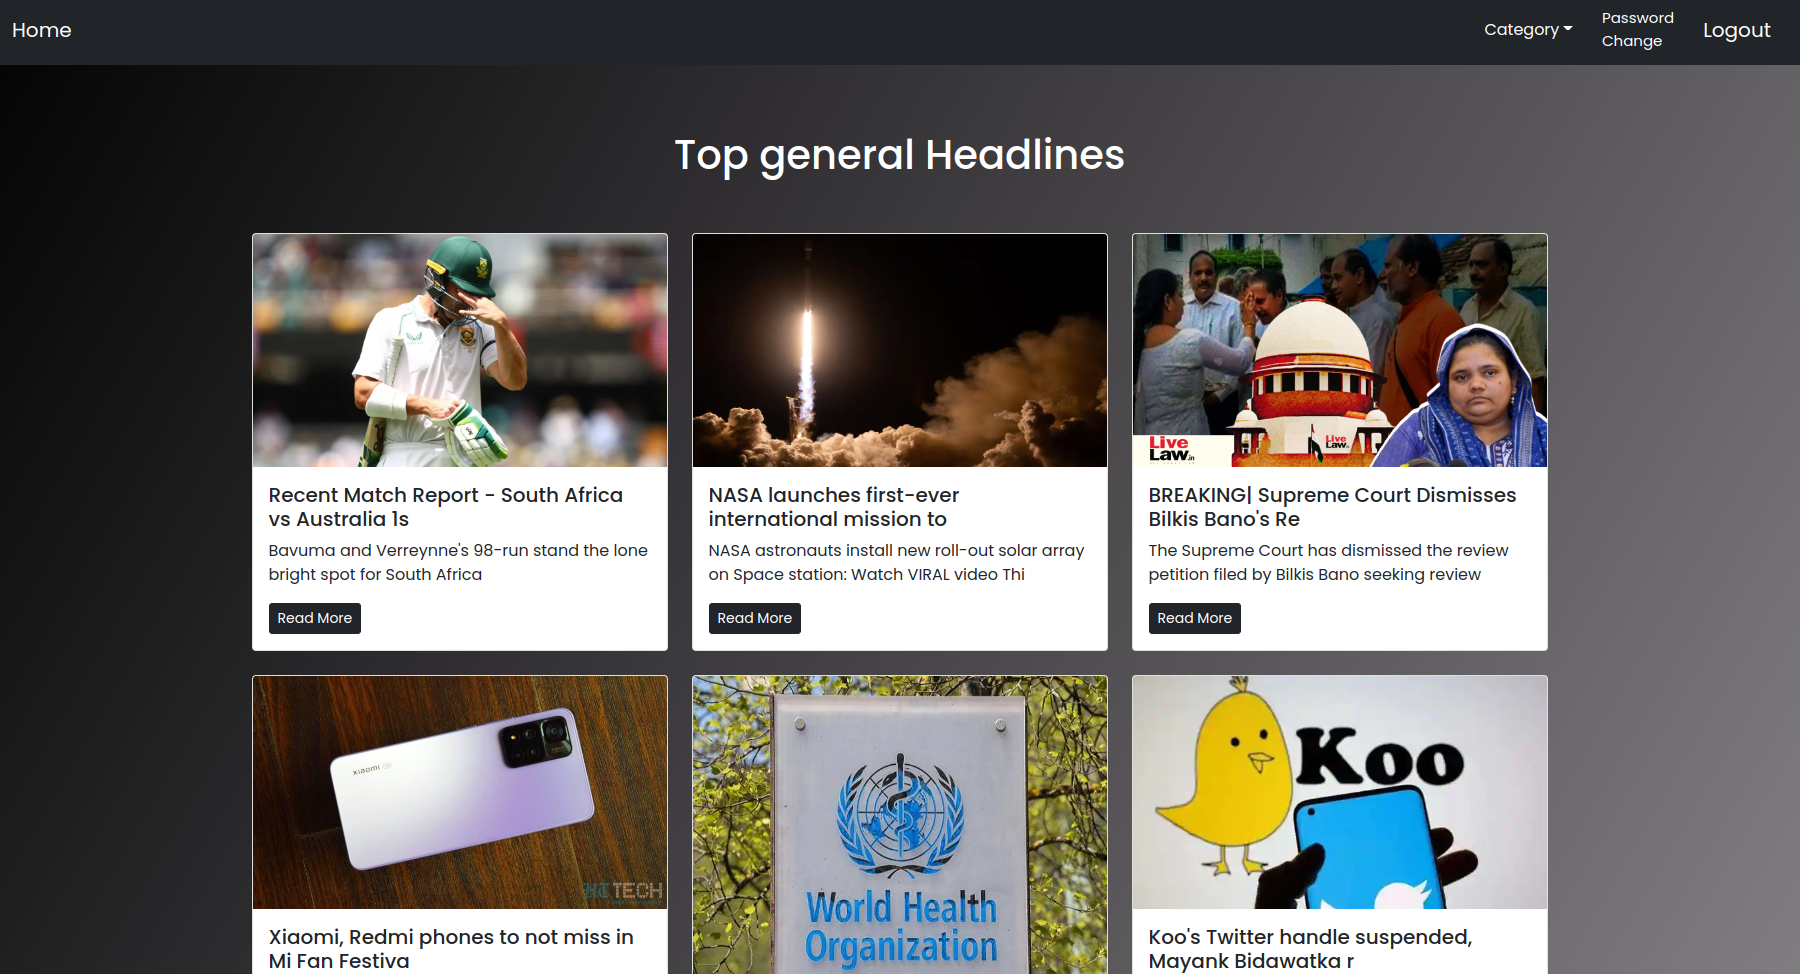 Home
Category
Password
Change
Logout
Top general Headlines
Recent Match Report - South Africa
vs Australia 1s
Bavuma and Verreynne's 98-run stand the lone
bright spot for South Africa
Read More
NASA launches first-ever
international mission to
NASA astronauts install new roll-out solar array
on Space station: Watch VIRAL video Thi
Read More
Live
Law.in
Live
Law.in
BREAKING| Supreme Court Dismisses
Bilkis Bano's Re
The Supreme Court has dismissed the review
petition filed by Bilkis Bano seeking review
Read More
xiaomi
HT TECH
Xiaomi, Redmi phones to not miss in
Mi Fan Festiva
World Health
Organization
Koo
Koo's Twitter handle suspended,
Mayank Bidawatka r